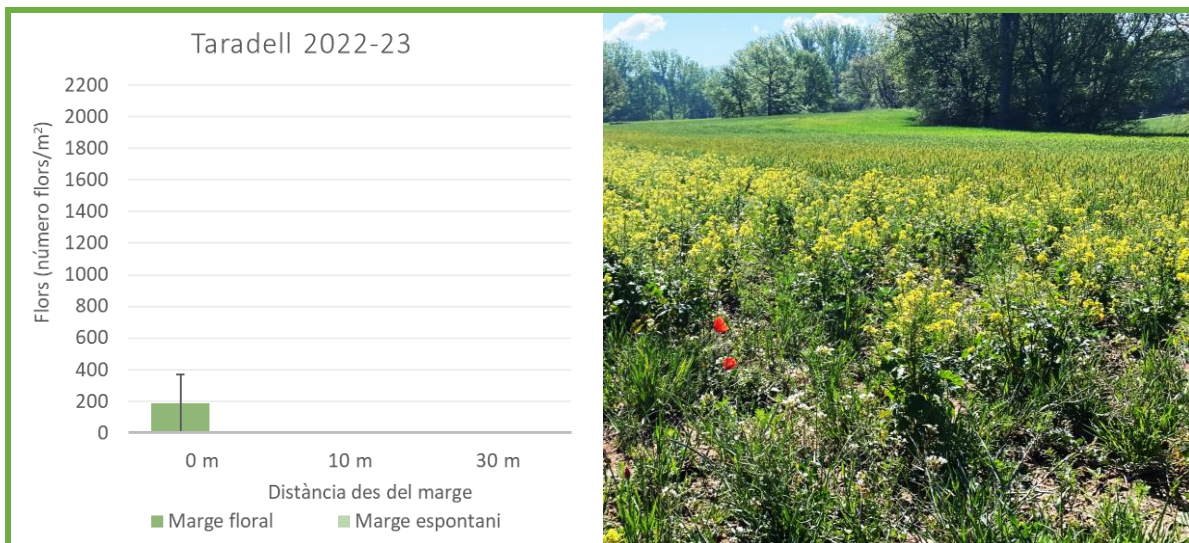 Taradell 2022-23
2200
2000
1800
1600
1400
1200
1000
800
600
400
200
0
Flors (número flors/m²)
0 m 10 m 30 m
Distància des del marge
Marge floral Marge espontani